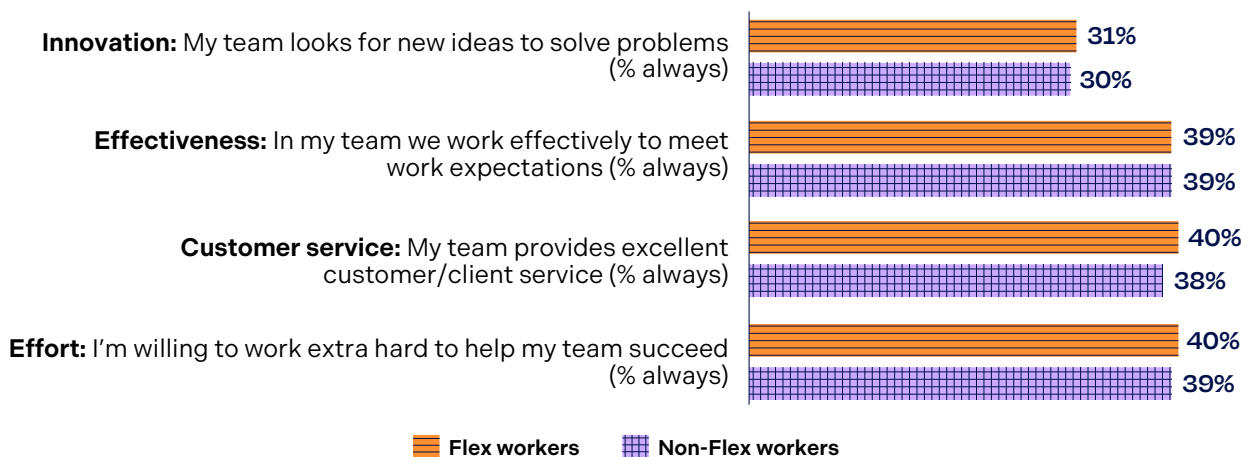 Innovation: My team looks for new ideas to solve problems
(% always)
31%
30%
Effectiveness: In my team we work effectively to meet
work expectations (% always)
39%
39%
Customer service: My team provides excellent
customer/client service (% always)
40%
38%
Effort: I’m willing to work extra hard to help my team succeed
(% always)
40%
39%
Flex workers
Non-Flex workers